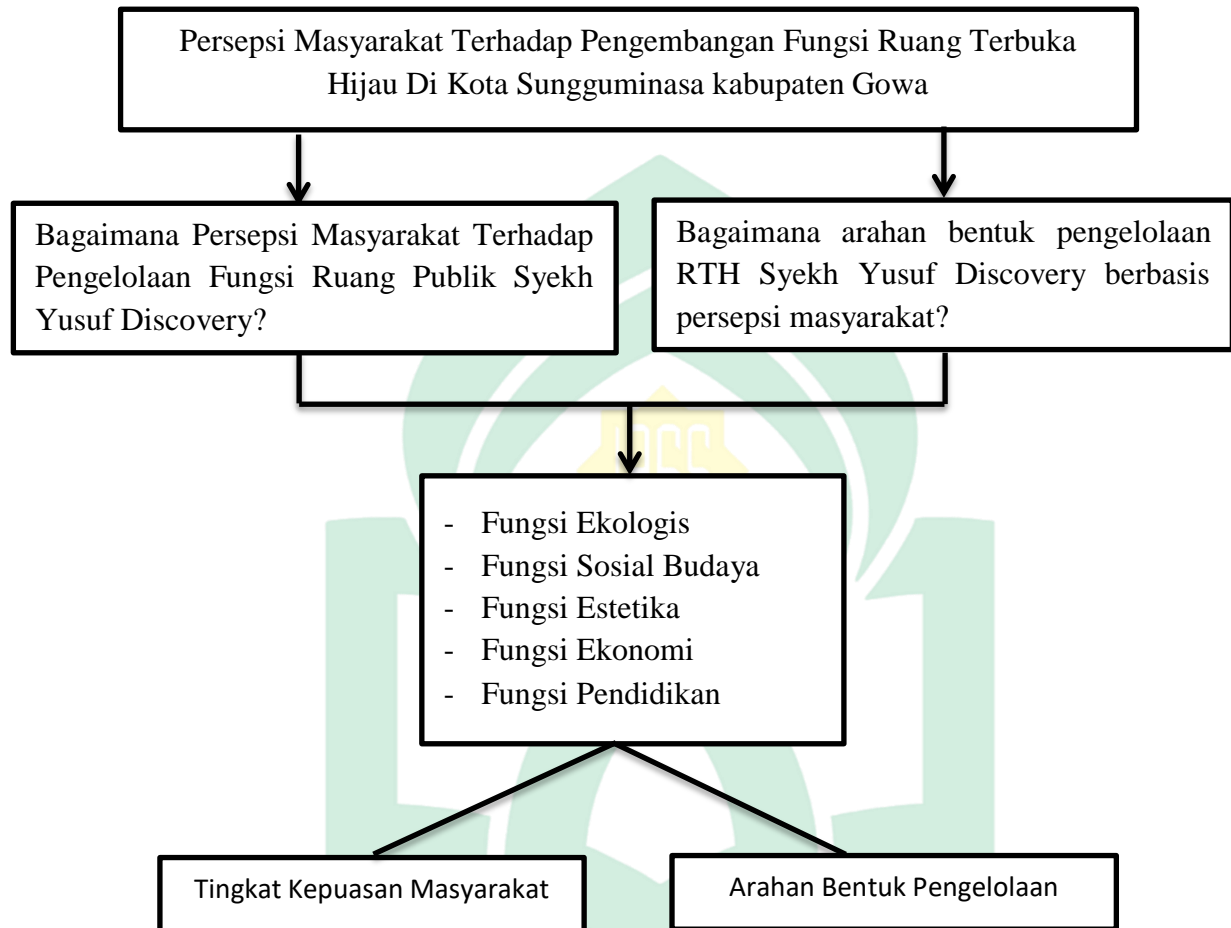 Persepsi Masyarakat Terhadap Pengembangan Fungsi Ruang Terbuka
Hijau Di Kota Sungguminasa kabupaten Gowa
Bagaimana Persepsi Masyarakat Terhadap
Pengelolaan Fungsi Ruang Publik Syekh
Yusuf Discovery?
Bagaimana arahan bentuk pengelolaan
RTH Syekh Yusuf Discovery berbasis
persepsi masyarakat?
- Fungsi Ekologis
- Fungsi Sosial Budaya
- Fungsi Estetika
- Fungsi Ekonomi
- Fungsi Pendidikan
Tingkat Kepuasan Masyarakat
Arahan Bentuk Pengelolaan